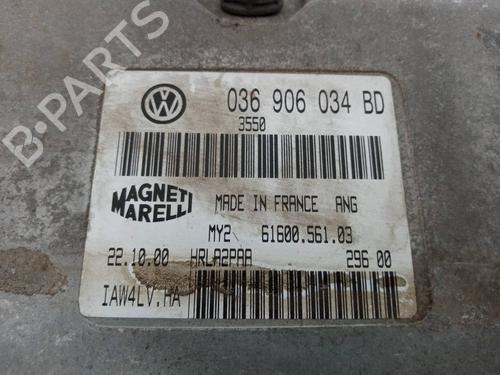 036 906 034 BD
3550
MAGNETI
MARELLI
MADE IN FRANCE ANG
MY2 61600.561.03
22.10.00 HRLA2PAA 296 00
IAW4LV.HA